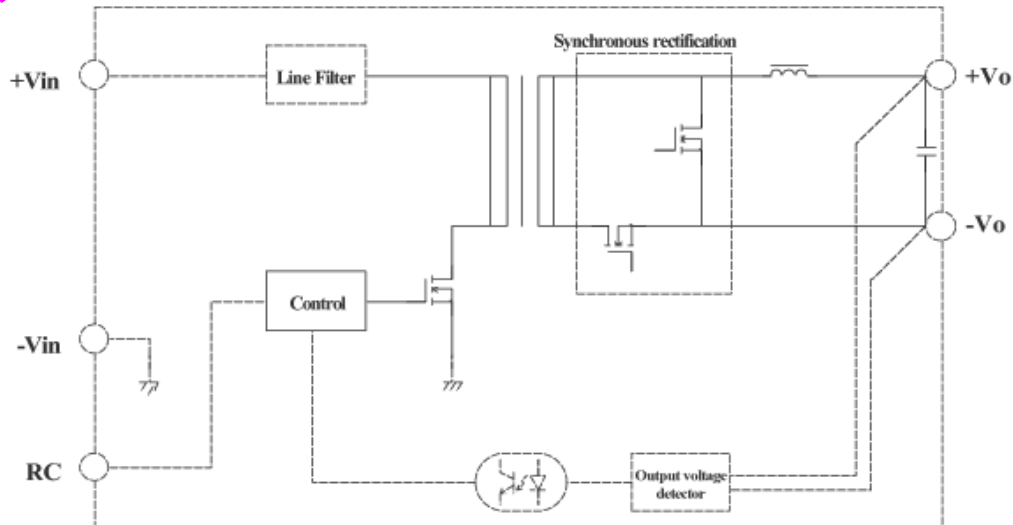 Synchronous rectification
+Vin
Line Filter
+Vo
-Vo
Control
-Vin
RC
Output voltage
detector